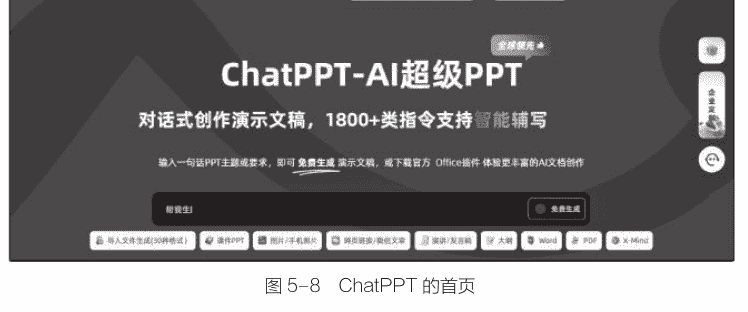 全球领先
ChatPPT-AI超级PPT
对话式创作演示文稿，1800+类指令支持智能辅写
输入一句话PPT主题或要求，即可 免费生成 演示文稿，或下载官方 Office插件 体验更丰富的AI文档创作
免费生成
导入文件生成(30种格式) 课件PPT 图片/手机照片 网页链接/微信文章 演讲/发言稿 大纲 Word PDF X-Mind
图 5-8 ChatPPT 的首页